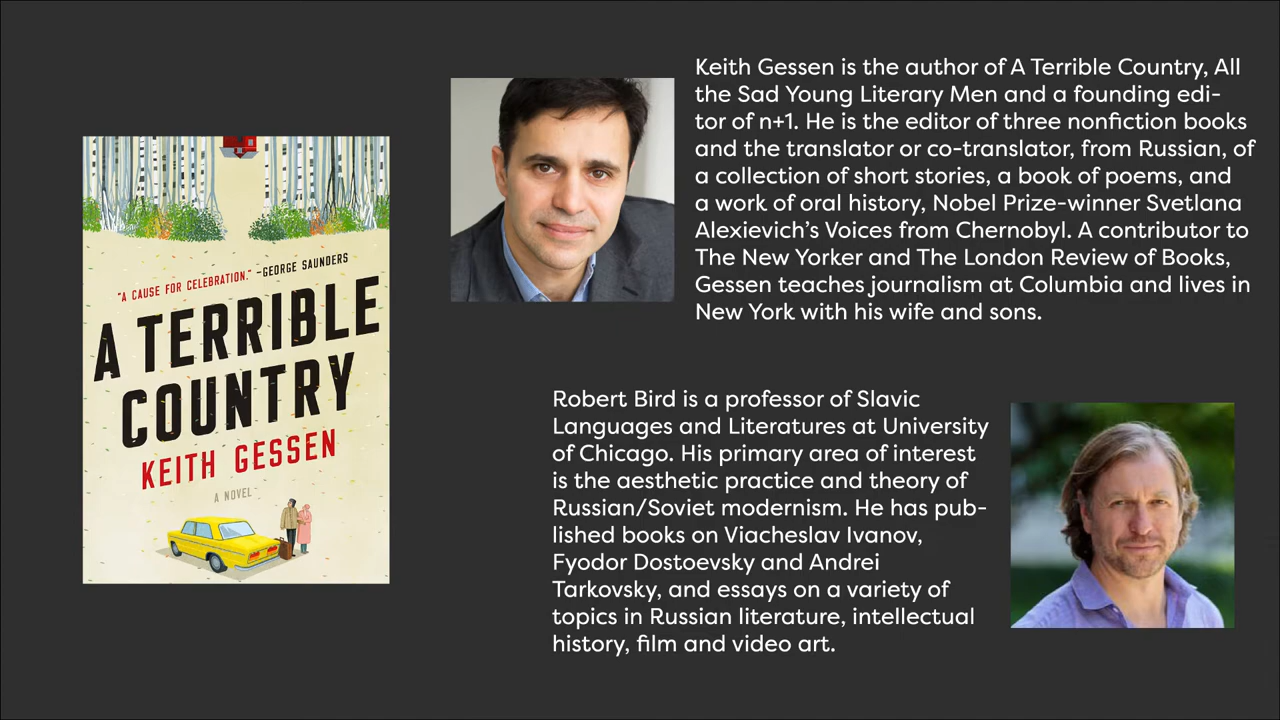 "A CAUSE FOR CELEBRATION." –GEORGE SAUNDERS
A TERRIBLE
COUNTRY
KEITH GESSEN
A NOVEL
Keith Gessen is the author of A Terrible Country, All
the Sad Young Literary Men and a founding edi-
tor of n+1. He is the editor of three nonfiction books
and the translator or co-translator, from Russian, of
a collection of short stories, a book of poems, and
a work of oral history, Nobel Prize-winner Svetlana
Alexievich's Voices from Chernobyl. A contributor to
The New Yorker and The London Review of Books,
Gessen teaches journalism at Columbia and lives in
New York with his wife and sons.
Robert Bird is a professor of Slavic
Languages and Literatures at University
of Chicago. His primary area of interest
is the aesthetic practice and theory of
Russian/Soviet modernism. He has pub-
lished books on Viacheslav Ivanov,
Fyodor Dostoevsky and Andrei
Tarkovsky, and essays on a variety of
topics in Russian literature, intellectual
history, film and video art.